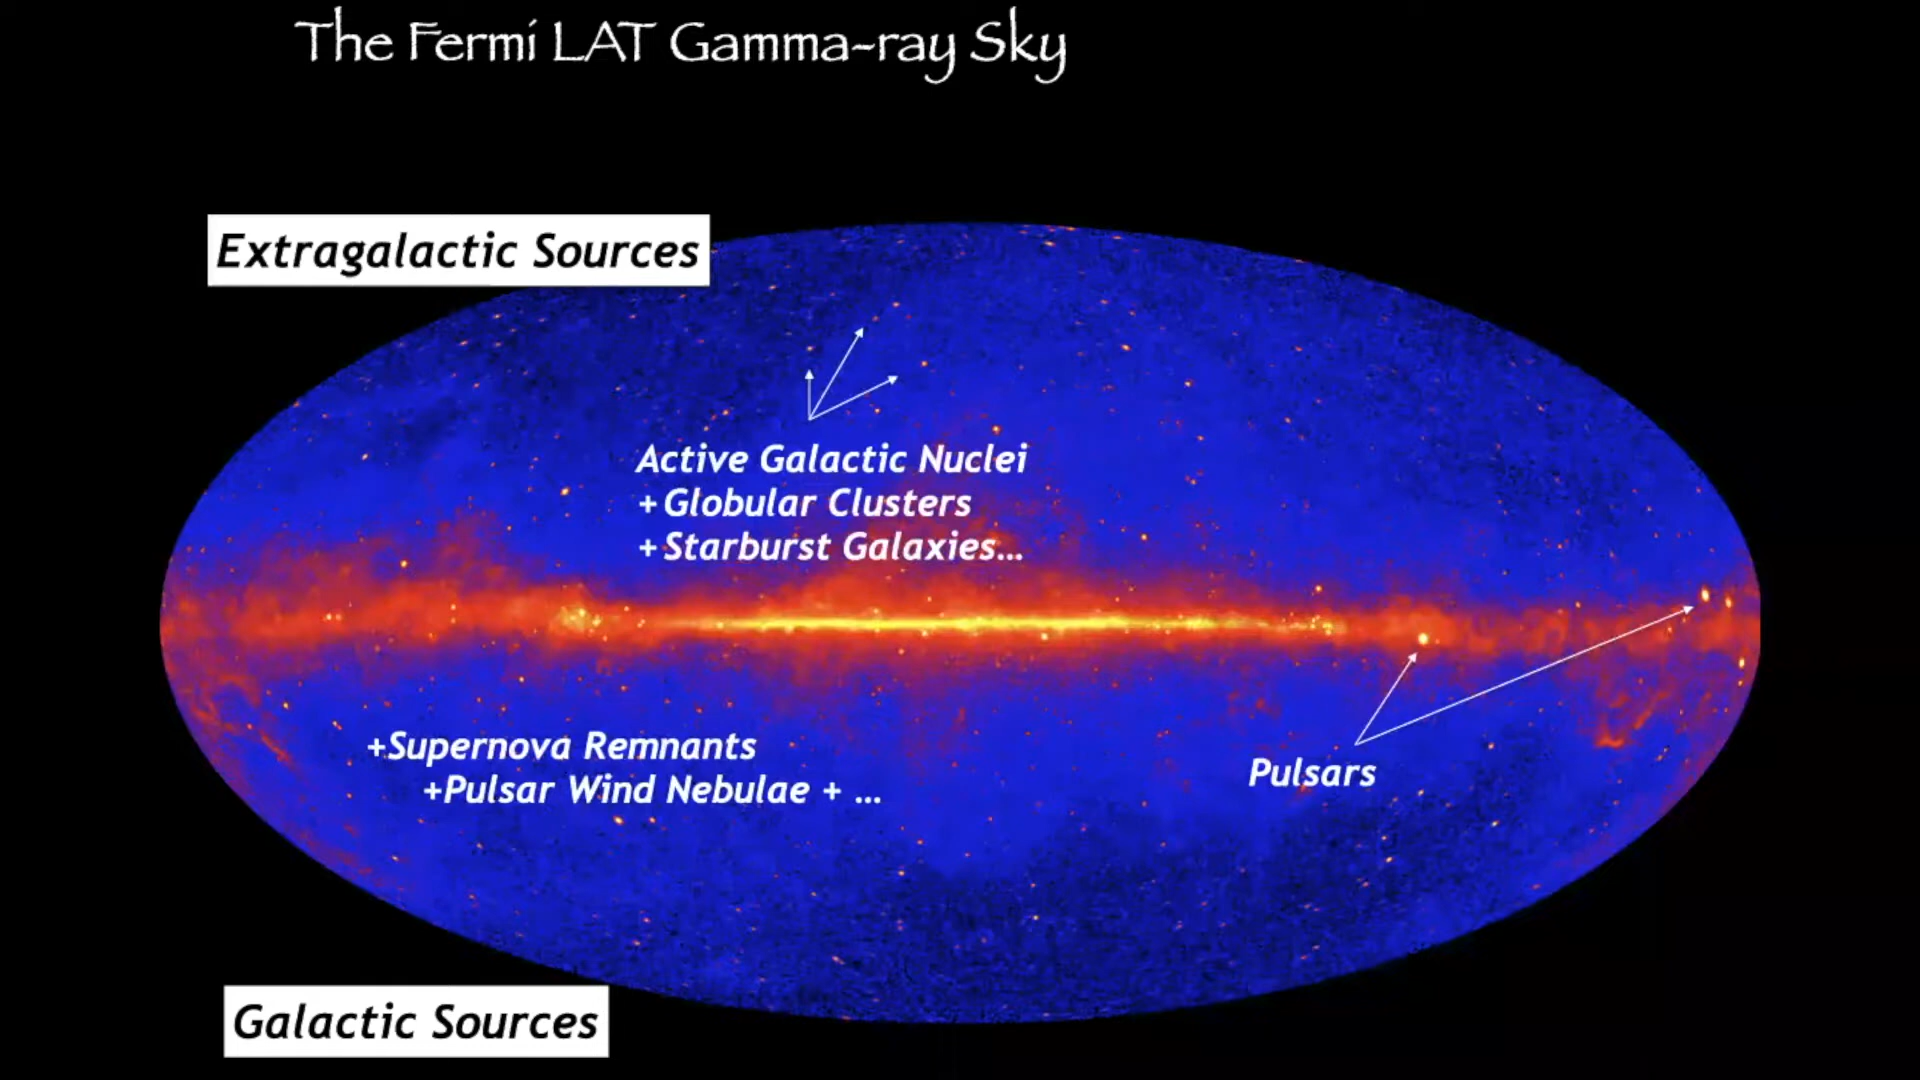 The Fermi LAT Gamma-ray Sky
Extragalactic Sources
Active Galactic Nuclei
+ Globular Clusters
+ Starburst Galaxies...
+Supernova Remnants
+Pulsar Wind Nebulae + ...
Pulsars
Galactic Sources